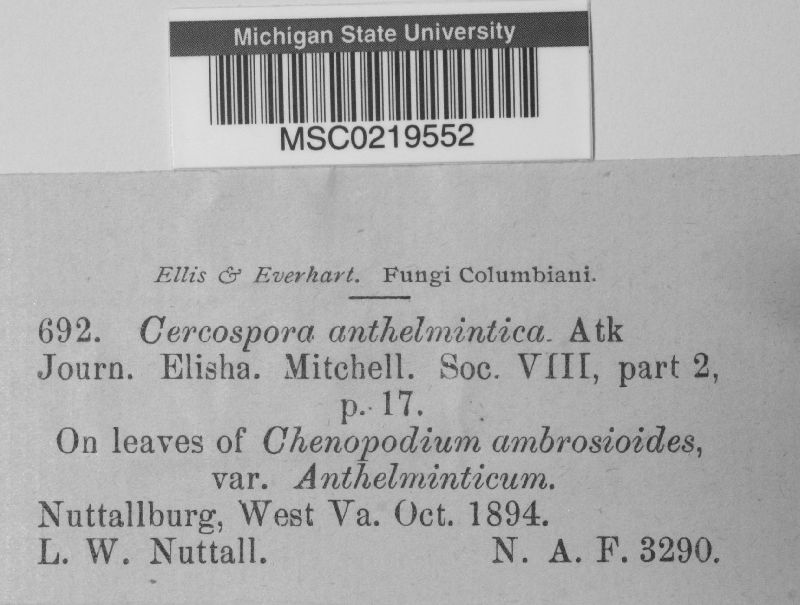 Michigan State University
MSC0219552
Ellis & Everhart. Fungi Columbiani.
692. Cercospora anthelmintica. Atk
Journ. Elisha. Mitchell. Soc. VIII, part 2,
p. 17.
On leaves of Chenopodium ambrosioides,
var. Anthelminticum.
Nuttallburg, West Va. Oct. 1894.
L. W. Nuttall. N. A. F. 3290.